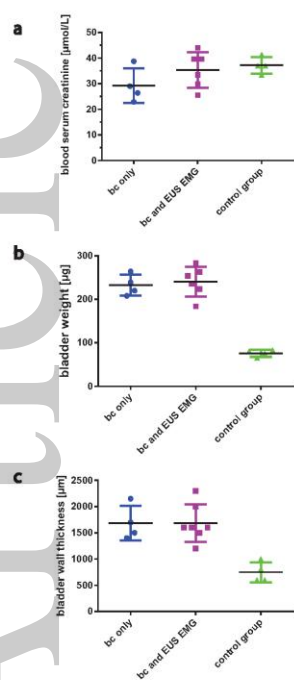 a
blood serum creatinine [µmol/L]
50
40
30
20
10
0
bc only
bc and EUS EMG
control group
b
bladder weight [µg]
300
200
100
0
bc only
bc and EUS EMG
control group
c
bladder wall thickness [µm]
2500
2000
1500
1000
500
0
bc only
bc and EUS EMG
control group